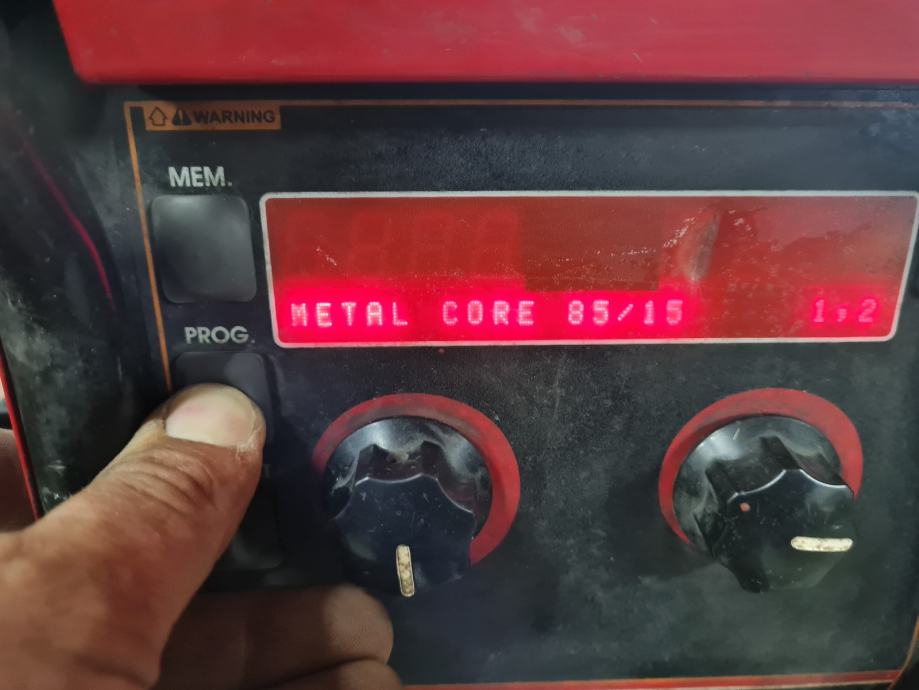 WARNING
MEM.
METAL CORE 85/15 1,2
PROG.